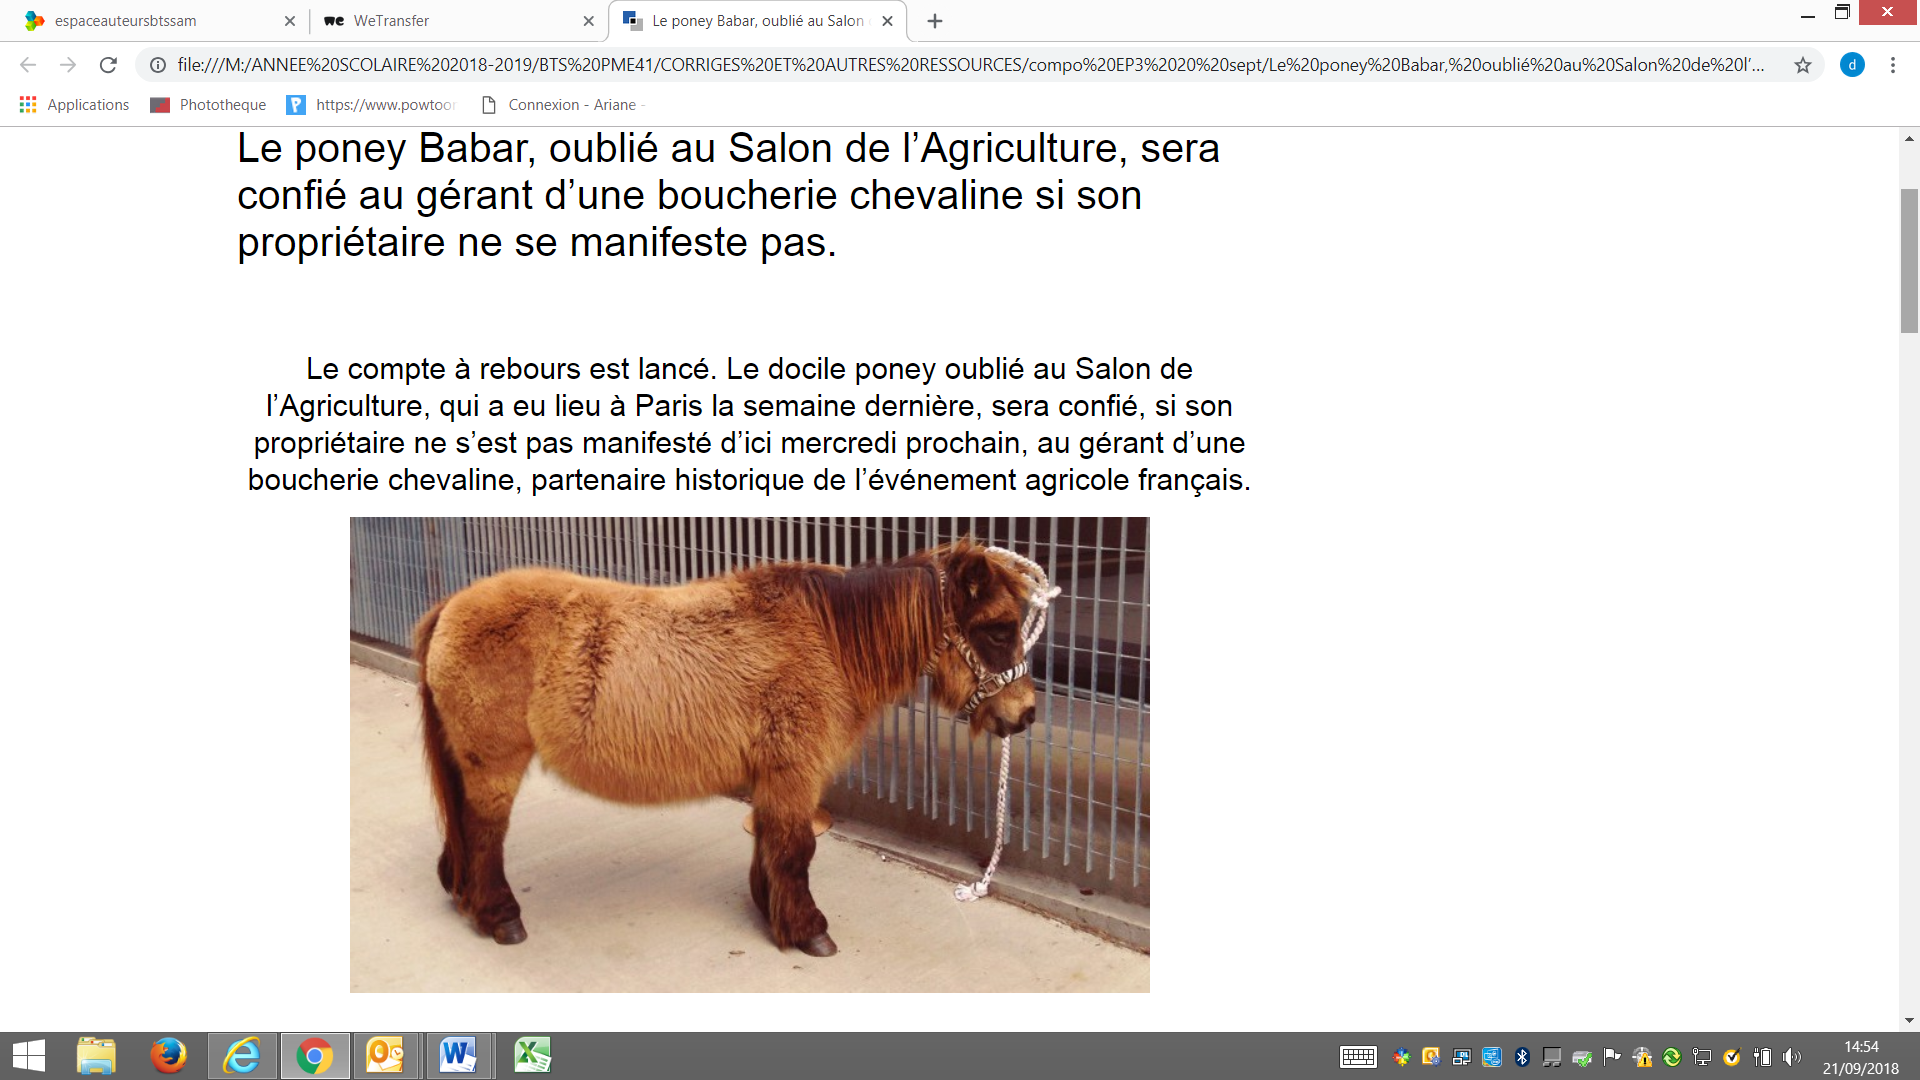 espaceauteursbtssam
WeTransfer
Le poney Babar, oublié au Salon
file:///M:/ANNEE%20SCOLAIRE%202018-2019/BTS%20PME41/CORRIGES%20ET%20AUTRES%20RESSOURCES/compo%20EP3%2020%20sept/Le%20poney%20Babar,%20oublié%20au%20Salon%20de%20l’...
d
Applications
Phototheque
https://www.powtoon
Connexion - Ariane -
Le poney Babar, oublié au Salon de l’Agriculture, sera
confié au gérant d’une boucherie chevaline si son
propriétaire ne se manifeste pas.
Le compte à rebours est lancé. Le docile poney oublié au Salon de
l’Agriculture, qui a eu lieu à Paris la semaine dernière, sera confié, si son
propriétaire ne s’est pas manifesté d’ici mercredi prochain, au gérant d’une
boucherie chevaline, partenaire historique de l’événement agricole français.
14:54
21/09/2018